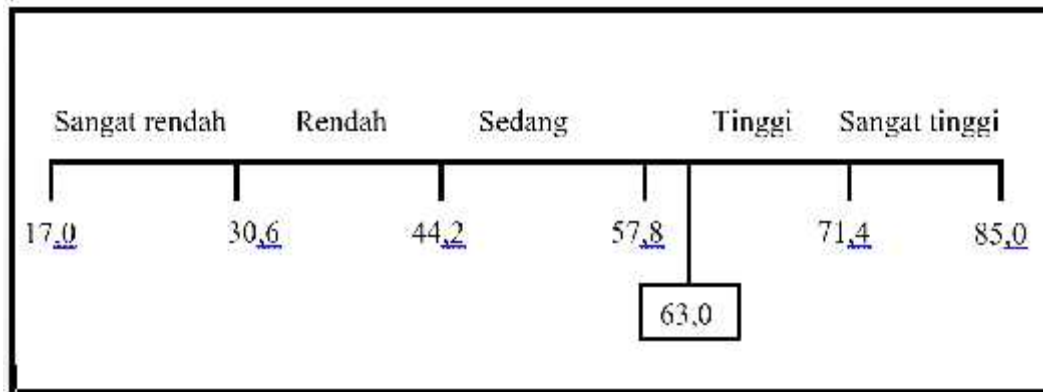 Sangat rendah Rendah Sedang Tinggi Sangat tinggi
17,0 30,6 44,2 57,8 71,4 85,0
63,0